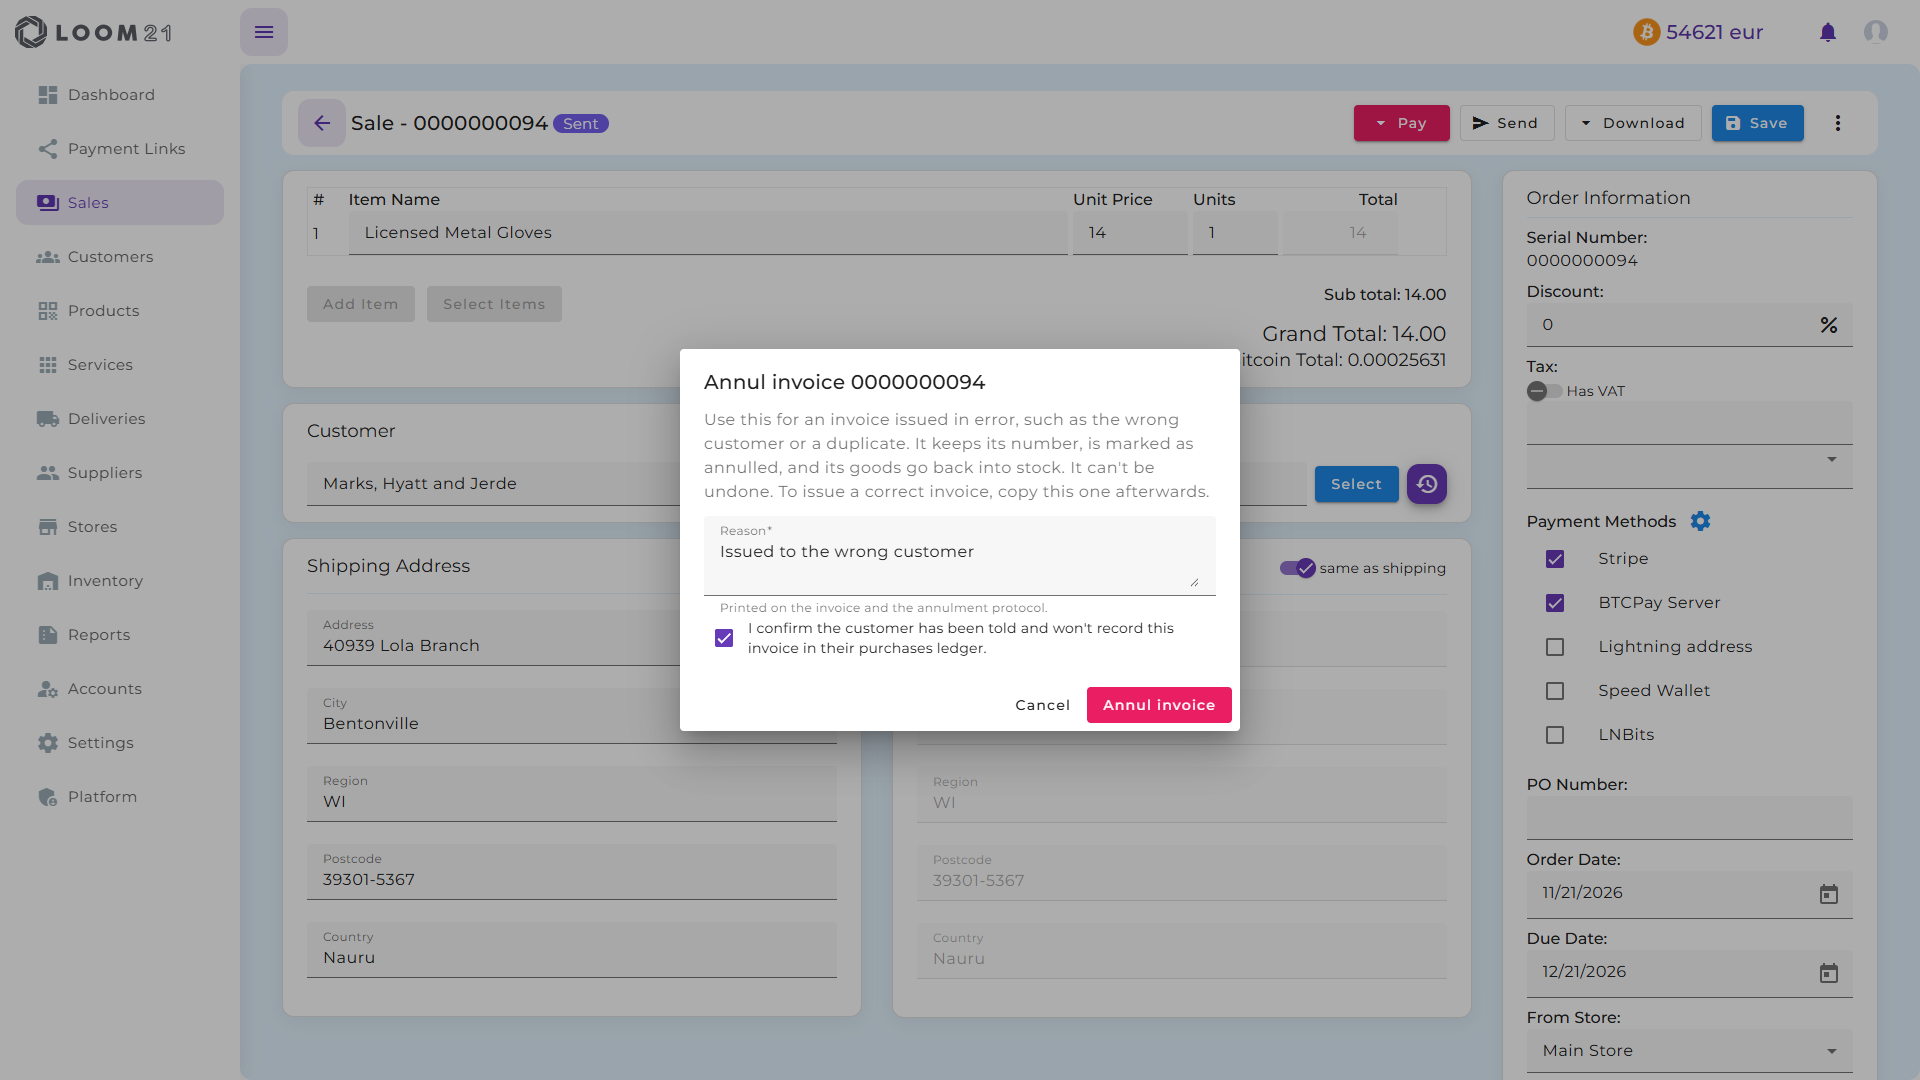 LOOM21
54621 eur
Dashboard
Payment Links
Sales
Customers
Products
Services
Deliveries
Suppliers
Stores
Inventory
Reports
Accounts
Settings
Platform
Sale - 0000000094 Sent
Pay
Send
Download
Save
# Item Name Unit Price Units Total
1 Licensed Metal Gloves 14 1 14
Add Item
Select Items
Sub total: 14.00
Grand Total: 14.00
itcoin Total: 0.00025631
Customer
Marks, Hyatt and Jerde
Select
Shipping Address
Address
40939 Lola Branch
City
Bentonville
Region
WI
Postcode
39301-5367
Country
Nauru
same as shipping
Region
WI
Postcode
39301-5367
Country
Nauru
Annul invoice 0000000094
Use this for an invoice issued in error, such as the wrong
customer or a duplicate. It keeps its number, is marked as
annulled, and its goods go back into stock. It can't be
undone. To issue a correct invoice, copy this one afterwards.
Reason*
Issued to the wrong customer
Printed on the invoice and the annulment protocol.
I confirm the customer has been told and won't record this
invoice in their purchases ledger.
Cancel
Annul invoice
Order Information
Serial Number:
0000000094
Discount:
0 %
Tax:
Has VAT
Payment Methods
Stripe
BTCPay Server
Lightning address
Speed Wallet
LNBits
PO Number:
Order Date:
11/21/2026
Due Date:
12/21/2026
From Store:
Main Store